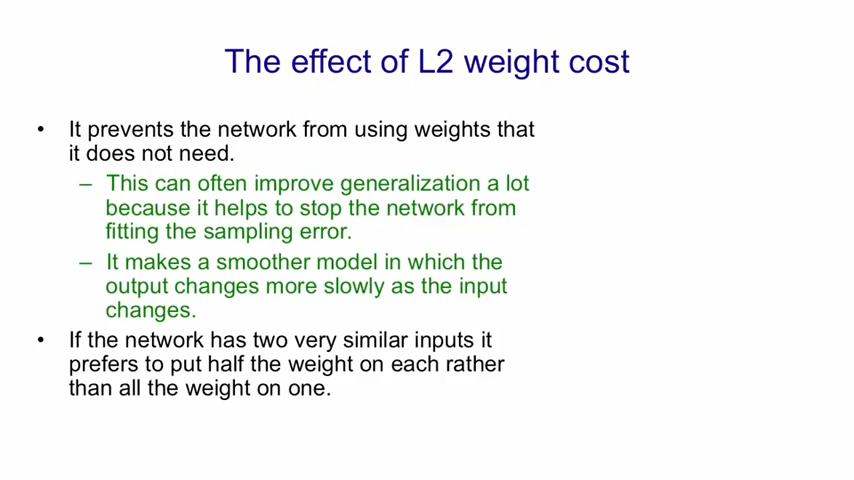 The effect of L2 weight cost
• It prevents the network from using weights that
it does not need.
– This can often improve generalization a lot
because it helps to stop the network from
fitting the sampling error.
– It makes a smoother model in which the
output changes more slowly as the input
changes.
• If the network has two very similar inputs it
prefers to put half the weight on each rather
than all the weight on one.